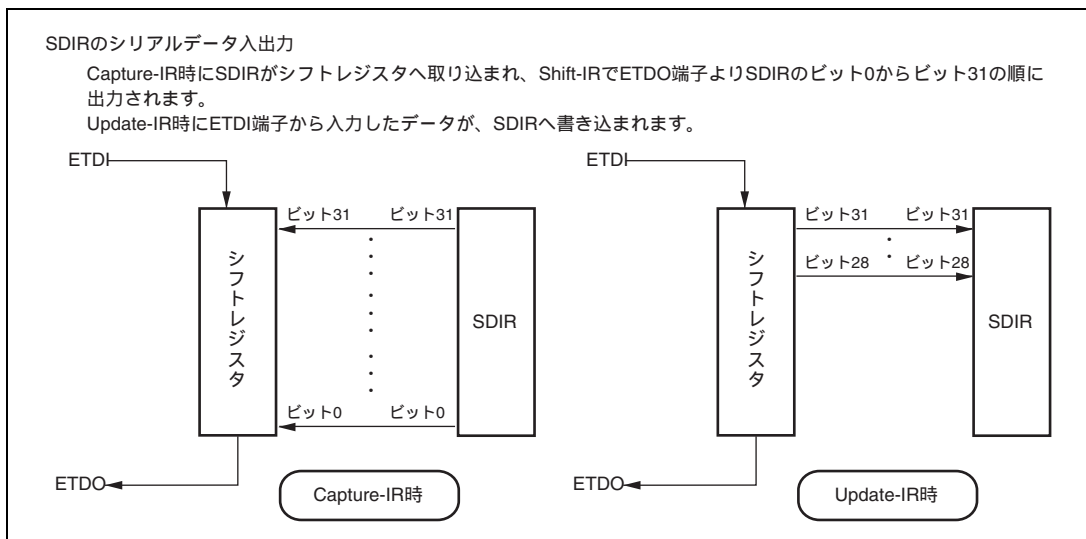 SDIRのシリアルデータ入出力
Capture-IR時にSDIRがシフトレジスタへ取り込まれ、Shift-IRでETDO端子よりSDIRのビット0からビット31の順に
出力されます。
Update-IR時にETDI端子から入力したデータが、SDIRへ書き込まれます。
ETDI
ビット31 ビット31
シフトレジスタ
SDIR
ビット0 ビット0
ETDO
Capture-IR時
ETDI
ビット31 ビット31
ビット28 ビット28
シフトレジスタ
SDIR
ETDO
Update-IR時